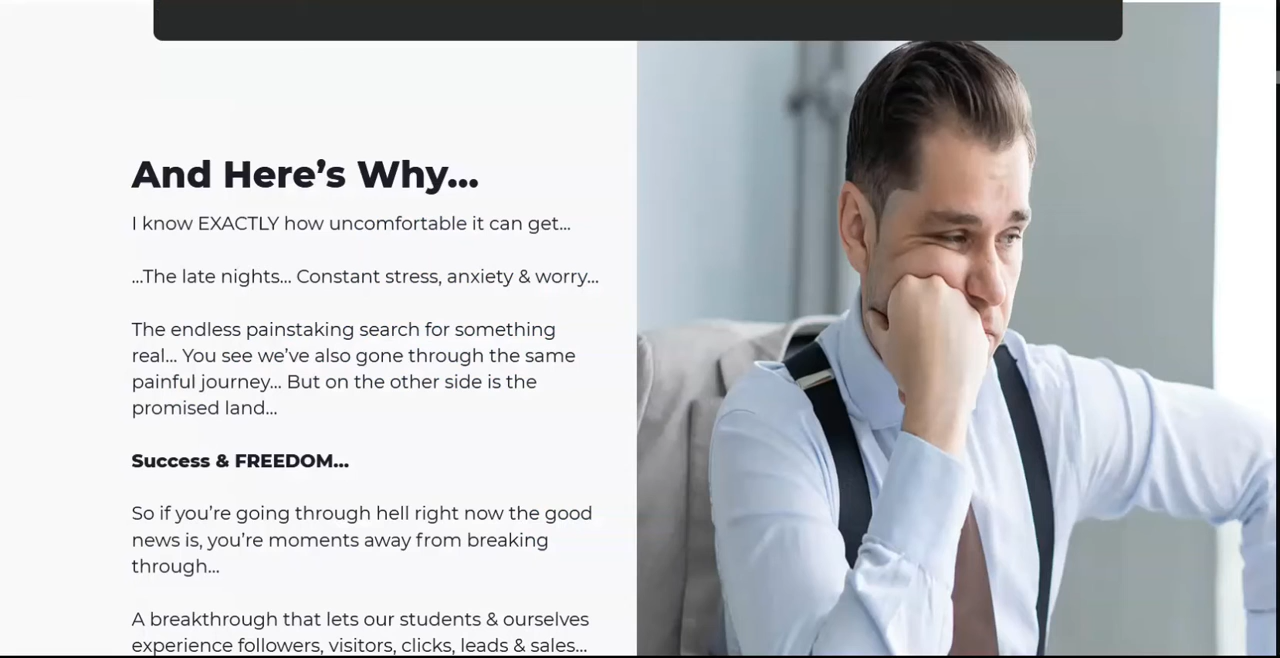 And Here’s Why...
I know EXACTLY how uncomfortable it can get...
...The late nights... Constant stress, anxiety & worry...
The endless painstaking search for something
real... You see we’ve also gone through the same
painful journey... But on the other side is the
promised land...
Success & FREEDOM...
So if you’re going through hell right now the good
news is, you’re moments away from breaking
through...
A breakthrough that lets our students & ourselves
experience followers, visitors, clicks, leads & sales...